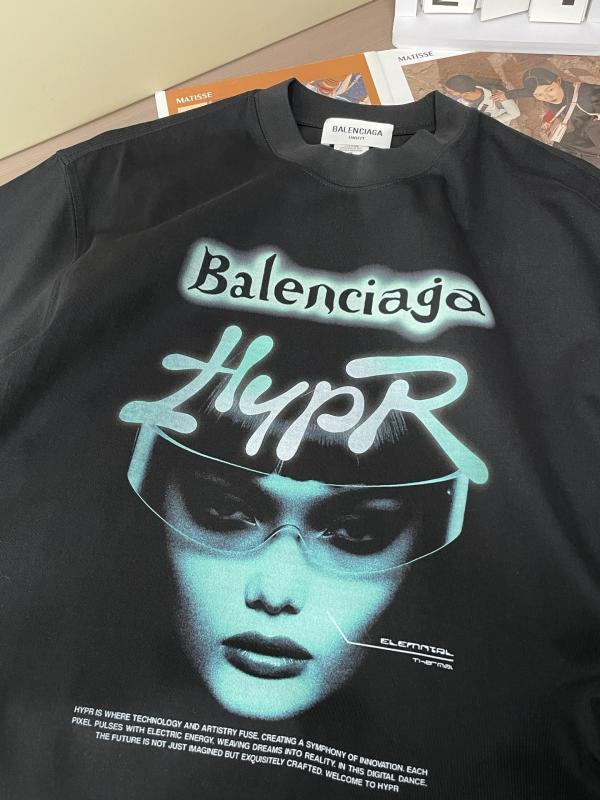 MATISSE
MATISSE
BALENCIAGA
UNISEX
Balenciaga
HypR
ELEMNTAL
HYPR IS WHERE TECHNOLOGY AND ARTISTRY FUSE. CREATING A SYMPHONY OF INNOVATION. EACH
PIXEL PULSES WITH ELECTRIC ENERGY, WEAVING DREAMS INTO REALITY. IN THIS DIGITAL DANCE,
THE FUTURE IS NOT JUST IMAGINED BUT EXQUISITELY CRAFTED. WELCOME TO HYPR